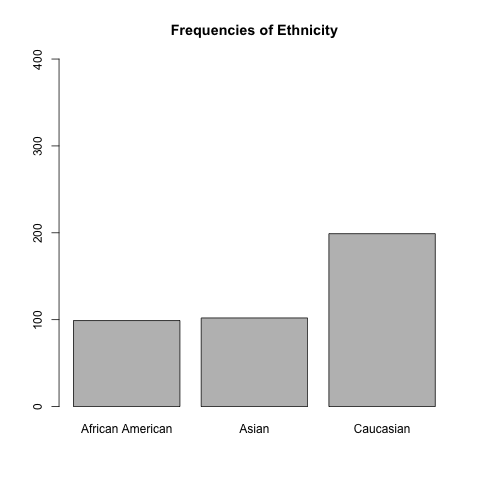 Frequencies of Ethnicity
400
300
200
100
0
African American
Asian
Caucasian